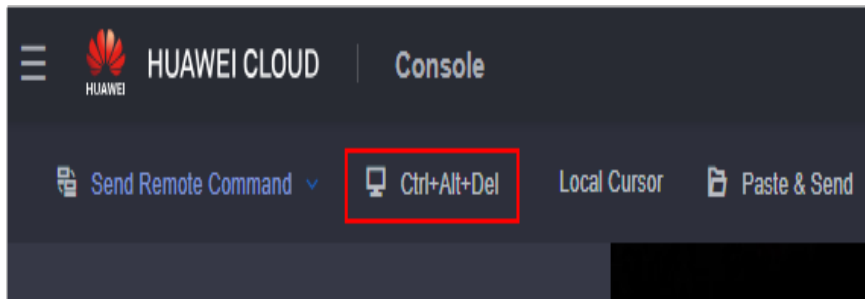 HUAWEI
HUAWEI CLOUD
Console
Send Remote Command
Ctrl+Alt+Del
Local Cursor
Paste & Send